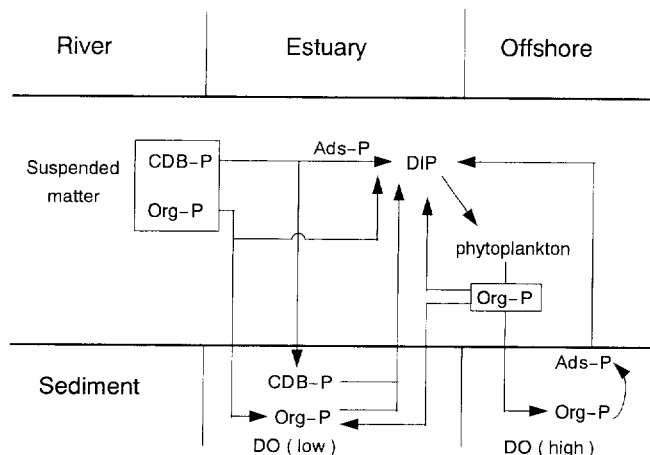 River
Estuary
Offshore
Ads-P
Suspended
matter
CDB-P
DIP
Org-P
phytoplankton
Org-P
Sediment
CDB-P
Org-P
DO ( low )
Ads-P
Org-P
DO ( high )